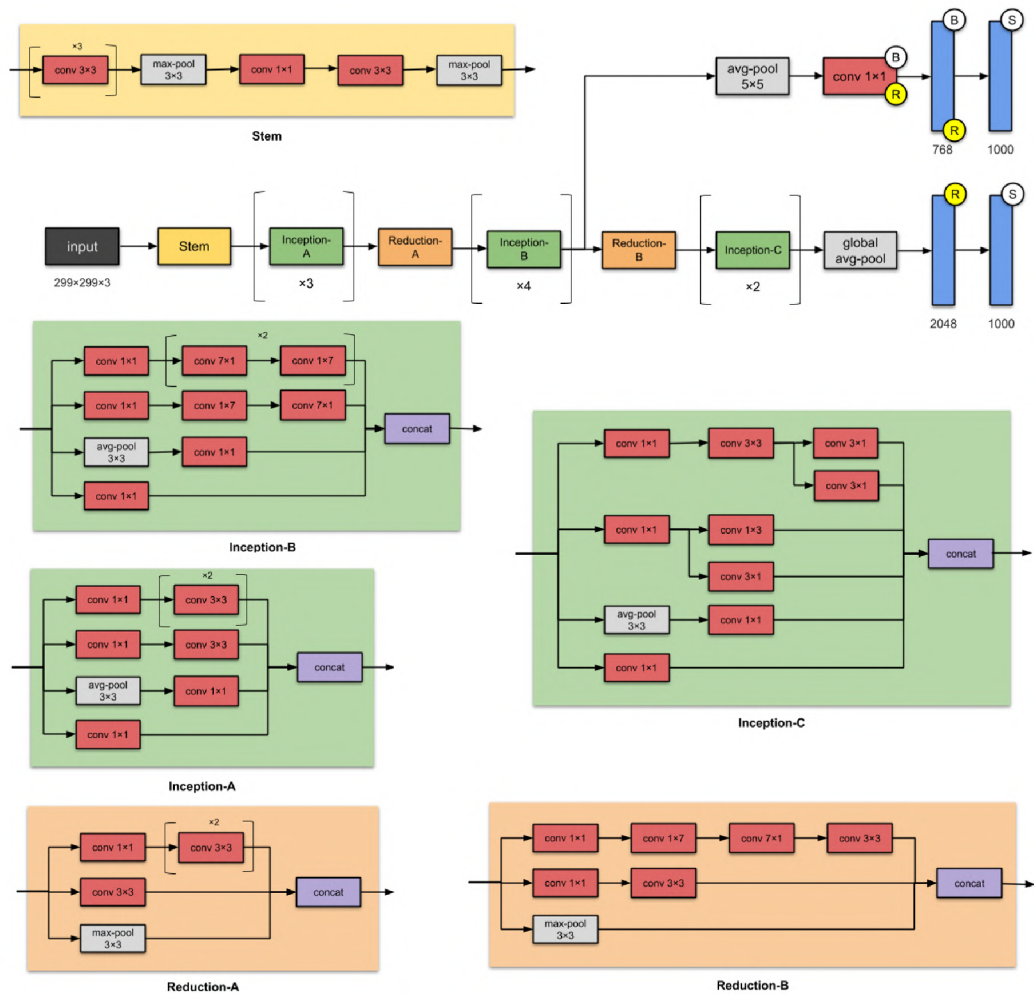 ×3
conv 3×3
max-pool
3×3
conv 1×1
conv 3×3
max-pool
3×3
Stem
avg-pool
5×5
conv 1×1
B
R
B
R
768
S
1000
input
299×299×3
Stem
Inception-
A
×3
Reduction-
A
Inception-
B
×4
Reduction-
B
Inception-C
×2
global
avg-pool
R
2048
S
1000
×2
conv 1×1
conv 7×1
conv 1×7
conv 1×1
conv 1×7
conv 7×1
avg-pool
3×3
conv 1×1
conv 1×1
concat
Inception-B
conv 1×1
conv 3×3
conv 3×1
conv 3×1
conv 1×1
conv 1×3
conv 3×1
avg-pool
3×3
conv 1×1
conv 1×1
concat
Inception-C
×2
conv 1×1
conv 3×3
conv 1×1
conv 3×3
avg-pool
3×3
conv 1×1
conv 1×1
concat
Inception-A
×2
conv 1×1
conv 3×3
conv 3×3
max-pool
3×3
concat
Reduction-A
conv 1×1
conv 1×7
conv 7×1
conv 3×3
conv 1×1
conv 3×3
max-pool
3×3
concat
Reduction-B